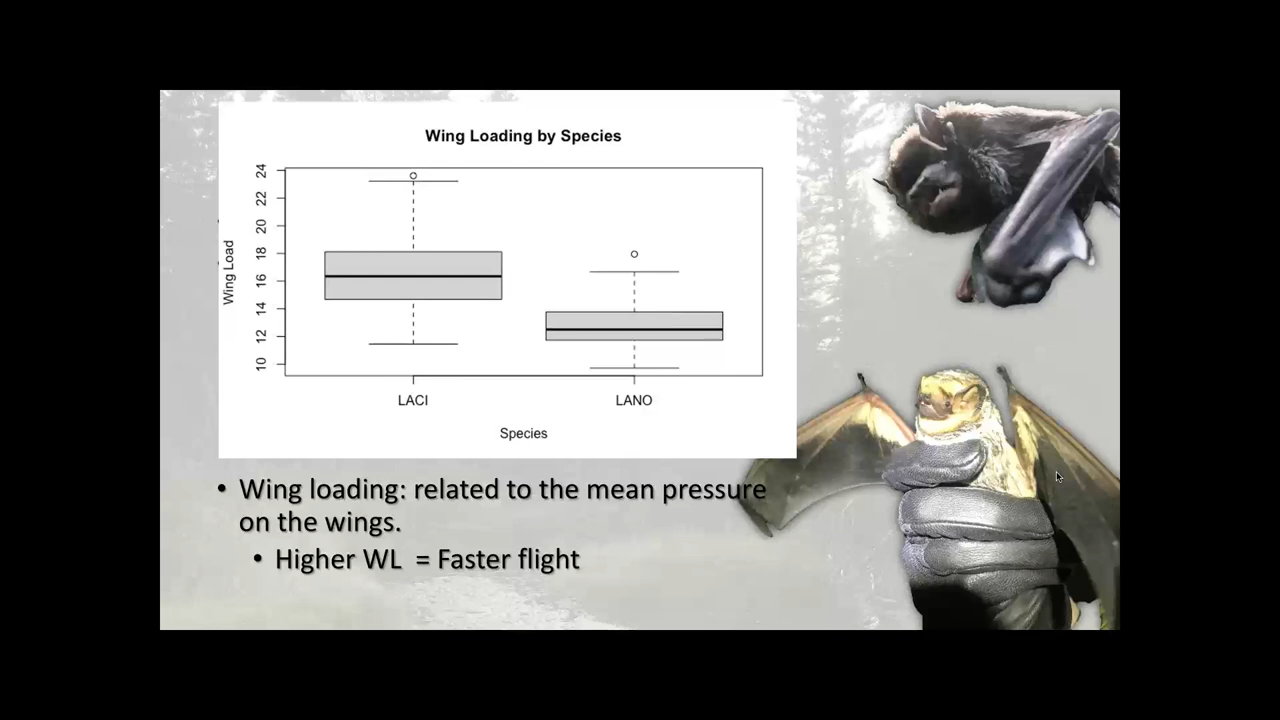 Wing Loading by Species
24
22
20
18
16
14
12
10
Wing Load
LACI LANO
Species
• Wing loading: related to the mean pressure
on the wings.
• Higher WL = Faster flight